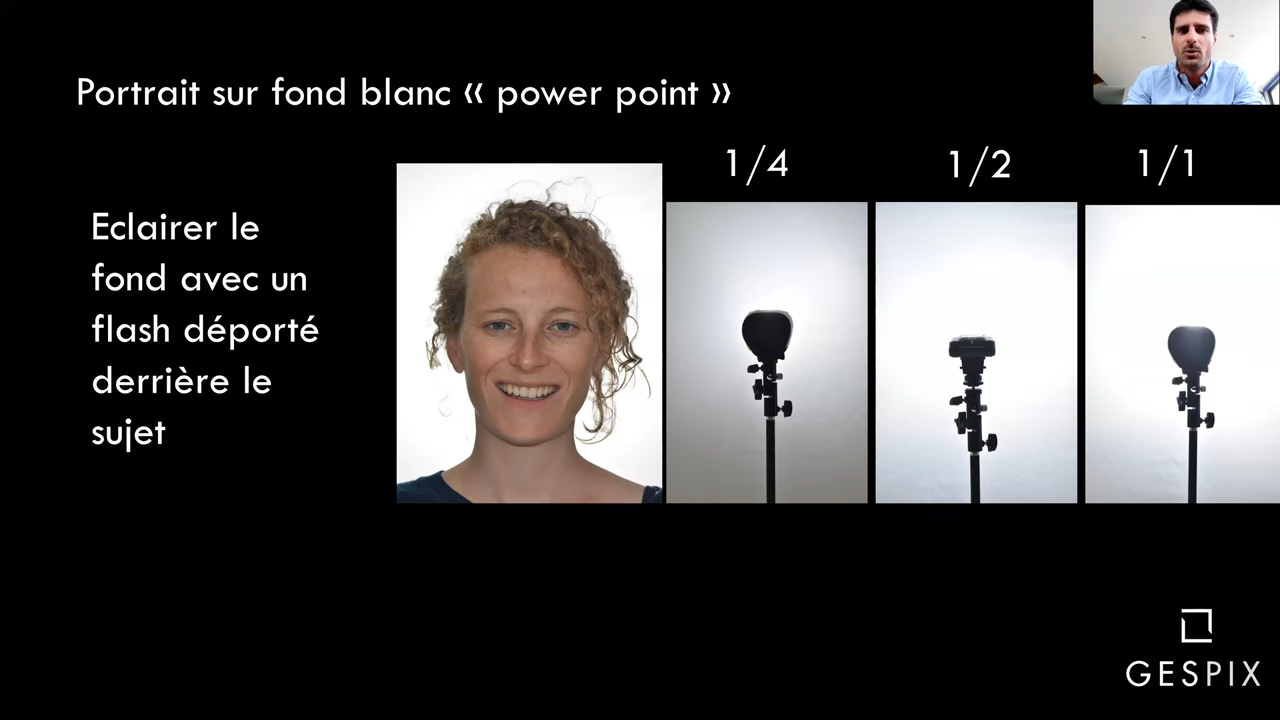 Portrait sur fond blanc « power point »
1/4 1/2 1/1
Eclairer le
fond avec un
flash déporté
derrière le
sujet
GESPIX